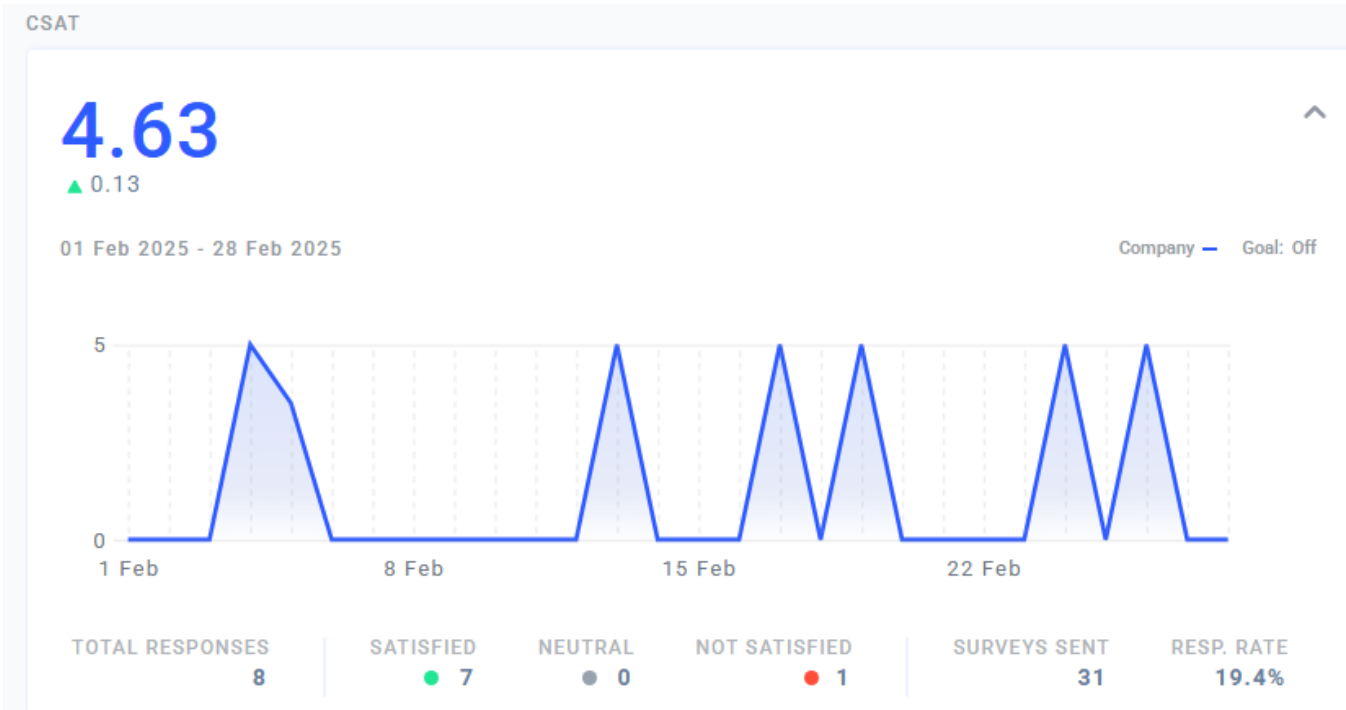 CSAT
4.63
▲ 0.13
01 Feb 2025 - 28 Feb 2025
Company Goal: Off
5
0
1 Feb 8 Feb 15 Feb 22 Feb
TOTAL RESPONSES SATISFIED NEUTRAL NOT SATISFIED SURVEYS SENT RESP. RATE
8 7 0 1 31 19.4%